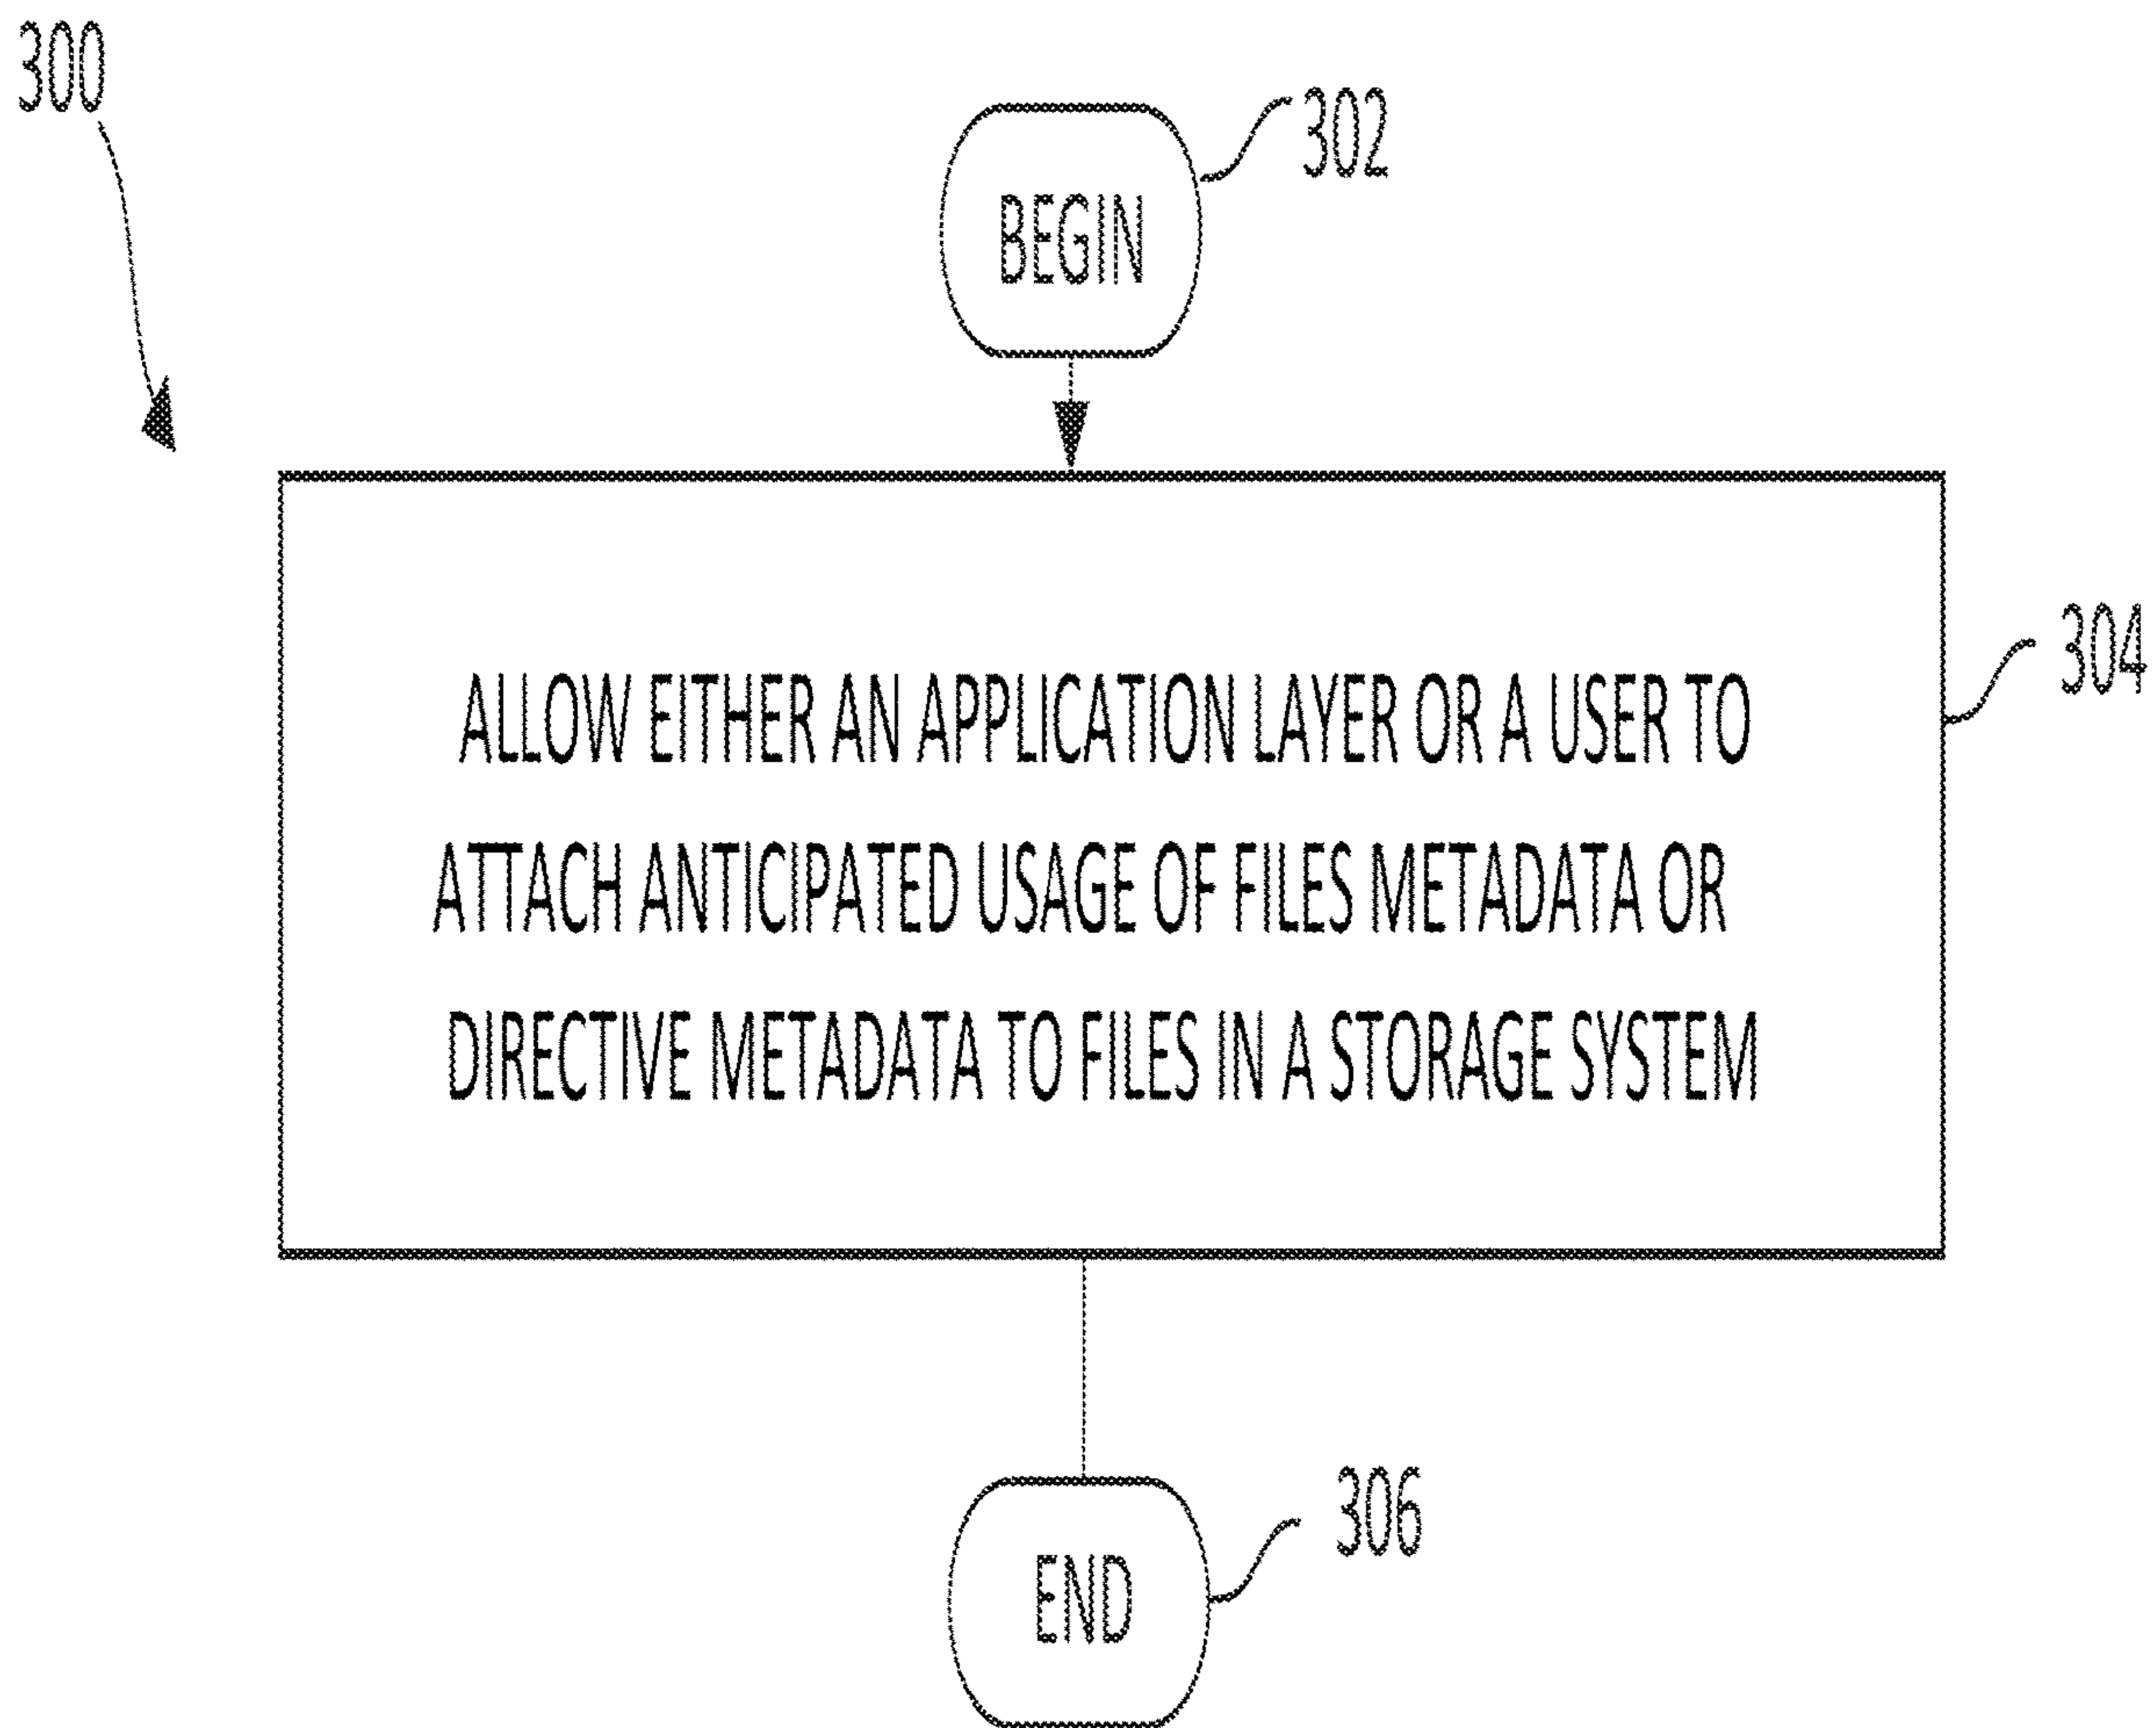 300
302
BEGIN
304
ALLOW EITHER AN APPLICATION LAYER OR A USER TO
ATTACH ANTICIPATED USAGE OF FILES METADATA OR
DIRECTIVE METADATA TO FILES IN A STORAGE SYSTEM
306
END